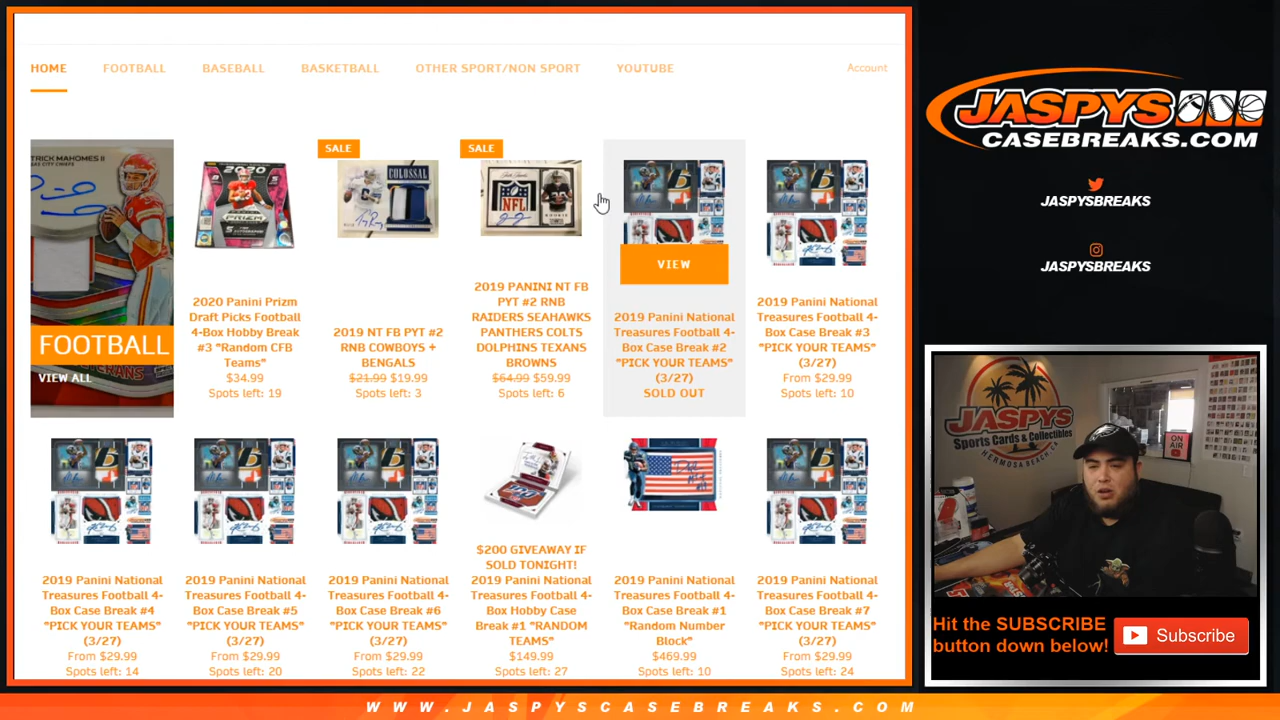 HOME FOOTBALL BASEBALL BASKETBALL OTHER SPORT/NON SPORT YOUTUBE Account
FOOTBALL
VIEW ALL
2020
PRIZM
2020 Panini Prizm
Draft Picks Football
4-Box Hobby Break
#3 "Random CFB
Teams"
$34.99
Spots left: 19
SALE
COLOSSAL
2019 NT FB PYT #2
RNB COWBOYS +
BENGALS
$21.99 $19.99
Spots left: 3
SALE
NFL
2019 PANINI NT FB
PYT #2 RNB
RAIDERS SEAHAWKS
PANTHERS COLTS
DOLPHINS TEXANS
BROWNS
$64.99 $59.99
Spots left: 6
VIEW
2019 Panini National
Treasures Football 4-
Box Case Break #2
"PICK YOUR TEAMS"
(3/27)
SOLD OUT
2019 Panini National
Treasures Football 4-
Box Case Break #3
"PICK YOUR TEAMS"
(3/27)
From $29.99
Spots left: 10
2019 Panini National
Treasures Football 4-
Box Case Break #4
"PICK YOUR TEAMS"
(3/27)
From $29.99
Spots left: 14
2019 Panini National
Treasures Football 4-
Box Case Break #5
"PICK YOUR TEAMS"
(3/27)
From $29.99
Spots left: 20
2019 Panini National
Treasures Football 4-
Box Case Break #6
"PICK YOUR TEAMS"
(3/27)
From $29.99
Spots left: 22
$200 GIVEAWAY IF
SOLD TONIGHT!
2019 Panini National
Treasures Football 4-
Box Hobby Case
Break #1 "RANDOM
TEAMS"
$149.99
Spots left: 27
2019 Panini National
Treasures Football 4-
Box Case Break #1
"Random Number
Block"
$469.99
Spots left: 10
2019 Panini National
Treasures Football 4-
Box Case Break #7
"PICK YOUR TEAMS"
(3/27)
From $29.99
Spots left: 24
JASPYS
CASEBREAKS.COM
JASPYSBREAKS
JASPYSBREAKS
JASPYS
Sports Cards & Collectibles
HERMOSA BEACH
ON
AIR
Hit the SUBSCRIBE
button down below!
Subscribe
WWW.JASPYSCASEBREAKS.COM